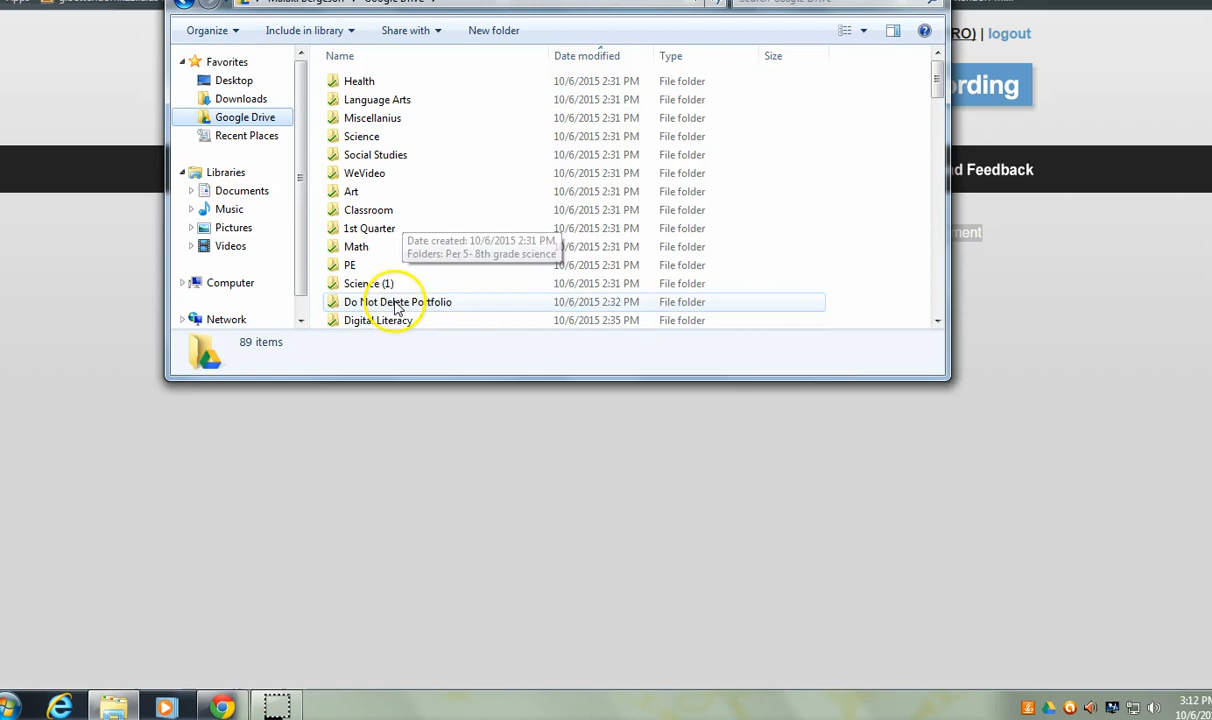 Organize Include in library Share with New folder
RO) | logout
Name Date modified Type Size
Favorites
Desktop
Downloads
Google Drive
Recent Places
Libraries
Documents
Music
Pictures
Videos
Computer
Network
Health 10/6/2015 2:31 PM File folder
Language Arts 10/6/2015 2:31 PM File folder
Miscellanius 10/6/2015 2:31 PM File folder
Science 10/6/2015 2:31 PM File folder
Social Studies 10/6/2015 2:31 PM File folder
WeVideo 10/6/2015 2:31 PM File folder
Art 10/6/2015 2:31 PM File folder
Classroom 10/6/2015 2:31 PM File folder
1st Quarter 10/6/2015 2:31 PM File folder
Math 10/6/2015 2:31 PM File folder
PE 10/6/2015 2:31 PM File folder
Science (1) 10/6/2015 2:31 PM File folder
Do Not Delete Portfolio 10/6/2015 2:32 PM File folder
Digital Literacy 10/6/2015 2:35 PM File folder
Date created: 10/6/2015 2:31 PM
Folders: Per 5- 8th grade science
89 items
ording
d Feedback
ment
3:12 PM
10/6/2015